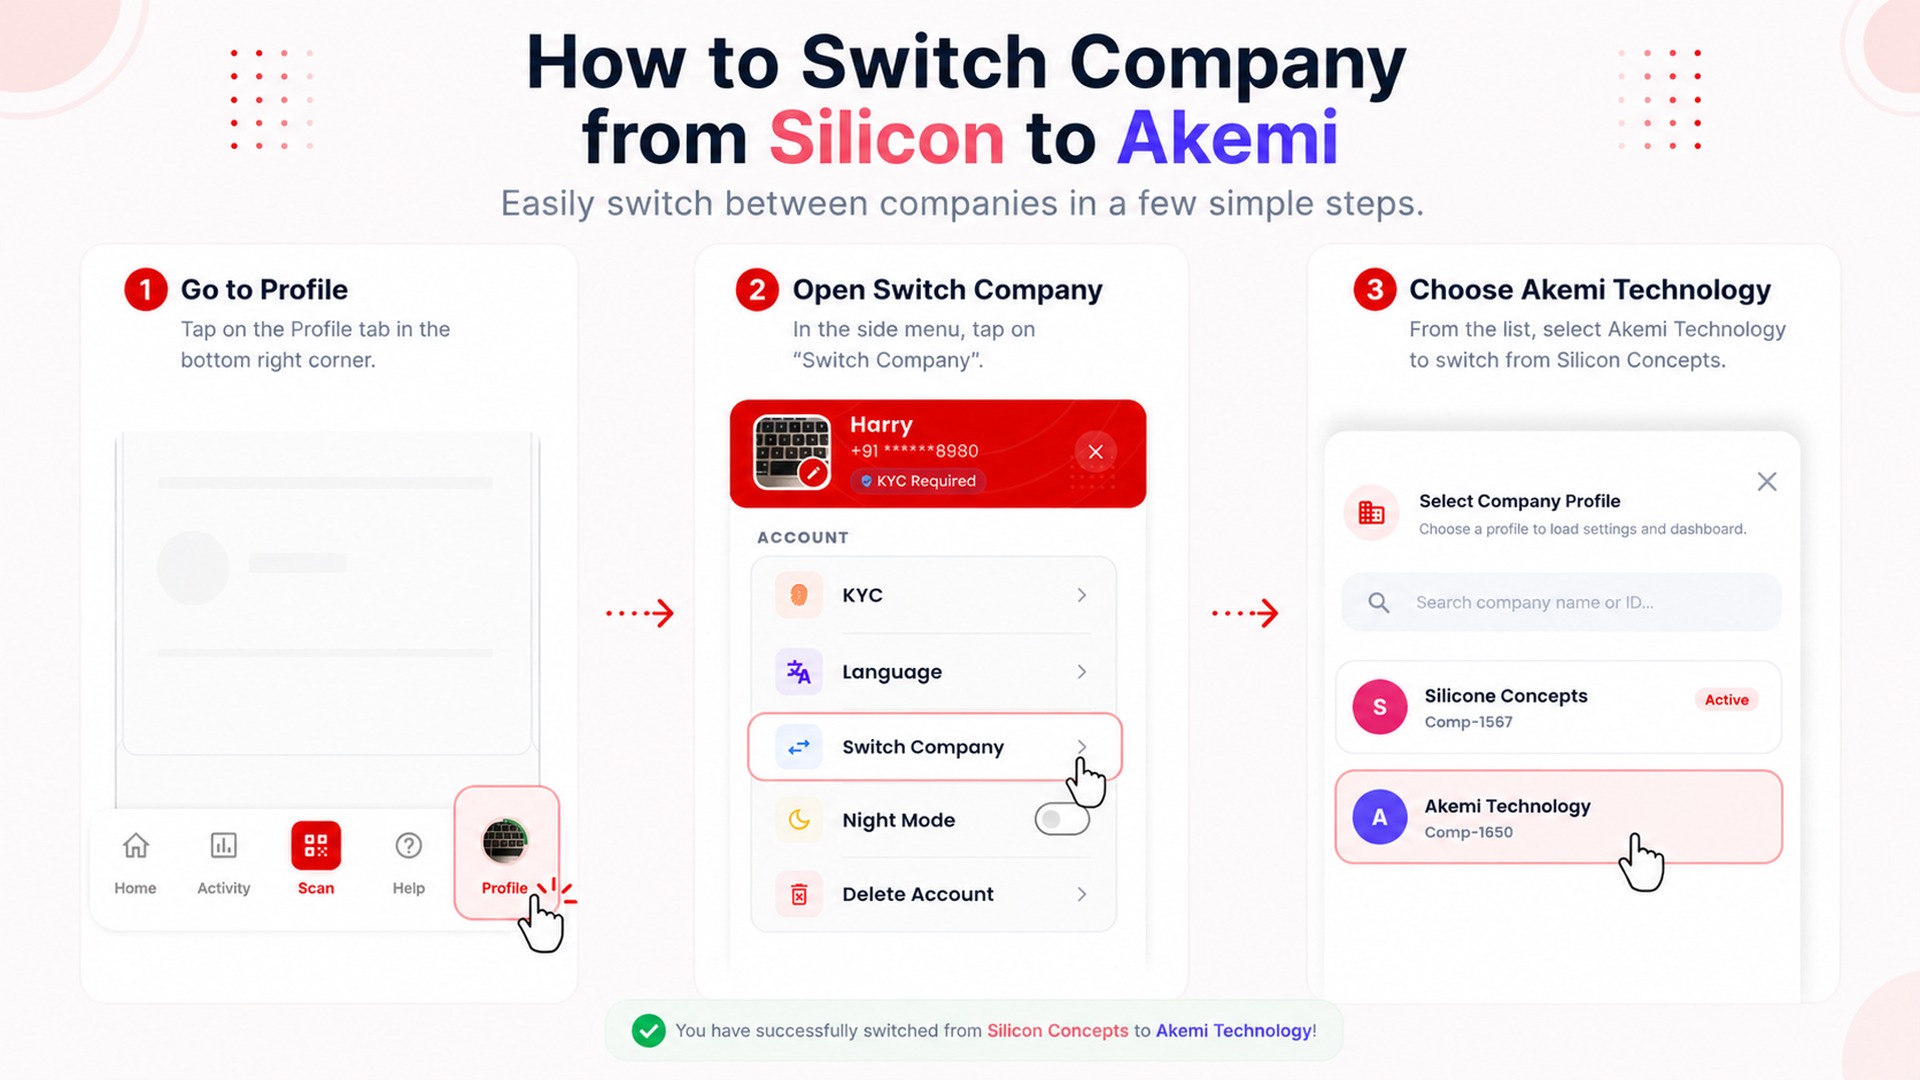 How to Switch Company
from Silicon to Akemi
Easily switch between companies in a few simple steps.
1 Go to Profile
Tap on the Profile tab in the
bottom right corner.
Home
Activity
Scan
Help
Profile
2 Open Switch Company
In the side menu, tap on
“Switch Company”.
Harry
+91 ******8980
KYC Required
ACCOUNT
KYC
Language
Switch Company
Night Mode
Delete Account
3 Choose Akemi Technology
From the list, select Akemi Technology
to switch from Silicon Concepts.
Select Company Profile
Choose a profile to load settings and dashboard.
Search company name or ID...
S
Silicone Concepts
Active
Comp-1567
A
Akemi Technology
Comp-1650
You have successfully switched from Silicon Concepts to Akemi Technology!